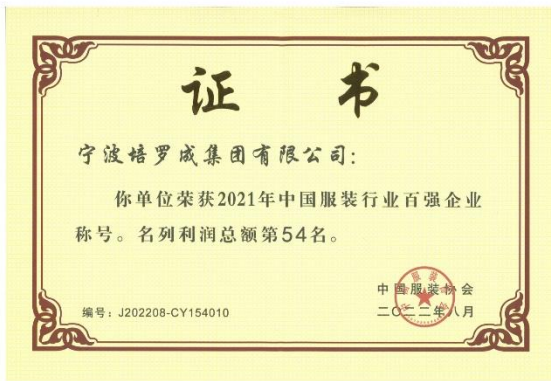 证 书
宁波培罗成集团有限公司：
你单位荣获2021年中国服装行业百强企业
称号。名列利润总额第54名。
中国服装协会
二〇二二年八月
编号：J202208-CY154010